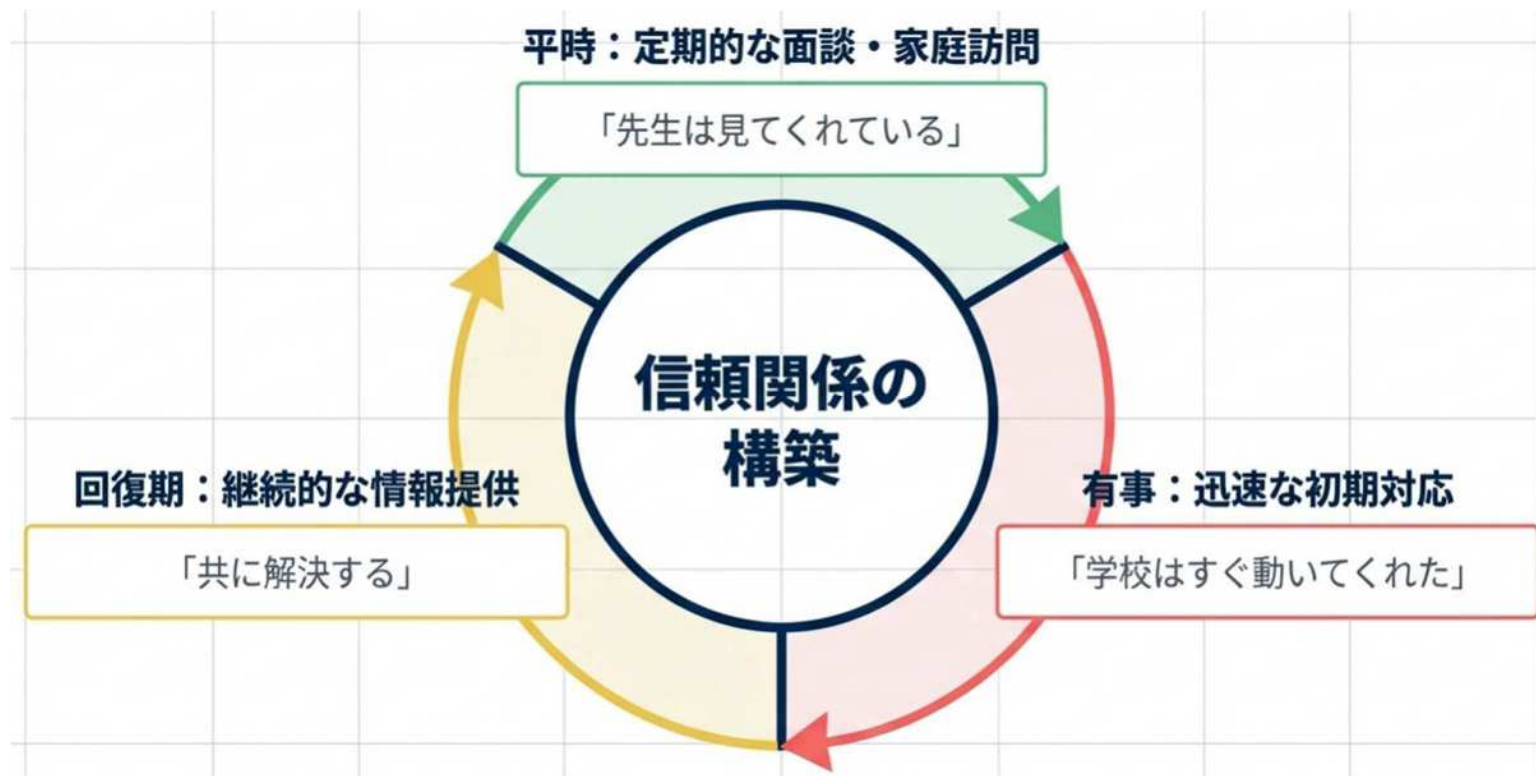 平時：定期的な面談・家庭訪問
「先生は見てくれている」
信頼関係の
構築
回復期：継続的な情報提供
「共に解決する」
有事：迅速な初期対応
「学校はすぐ動いてくれた」